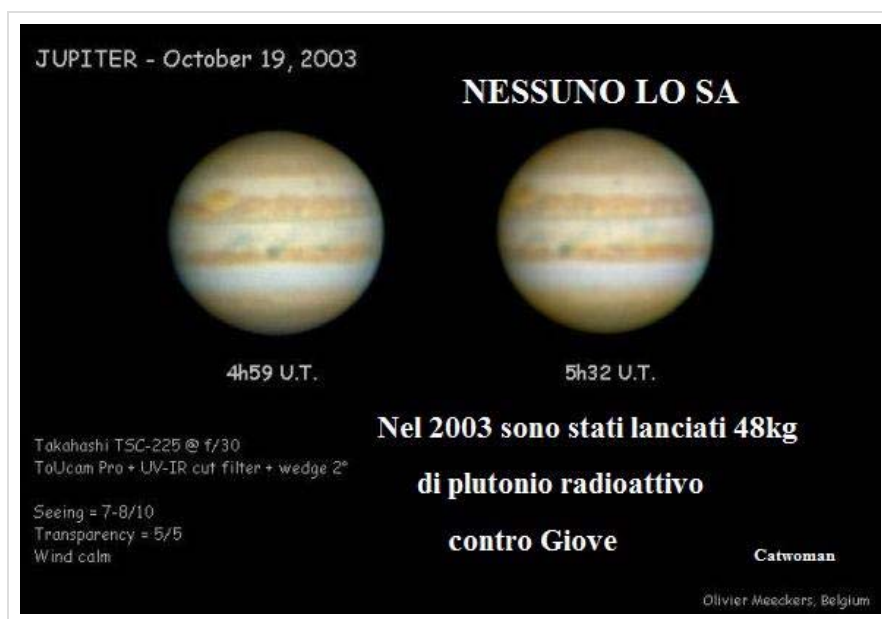 JUPITER - October 19, 2003
NESSUNO LO SA
4h59 U.T.
5h32 U.T.
Nel 2003 sono stati lanciati 48kg
di plutonio radioattivo
contro Giove
Takahashi TSC-225 @ f/30
ToUcam Pro + UV-IR cut filter + wedge 2°
Seeing = 7-8/10
Transparency = 5/5
Wind calm
Catwoman
Olivier Meeckers, Belgium